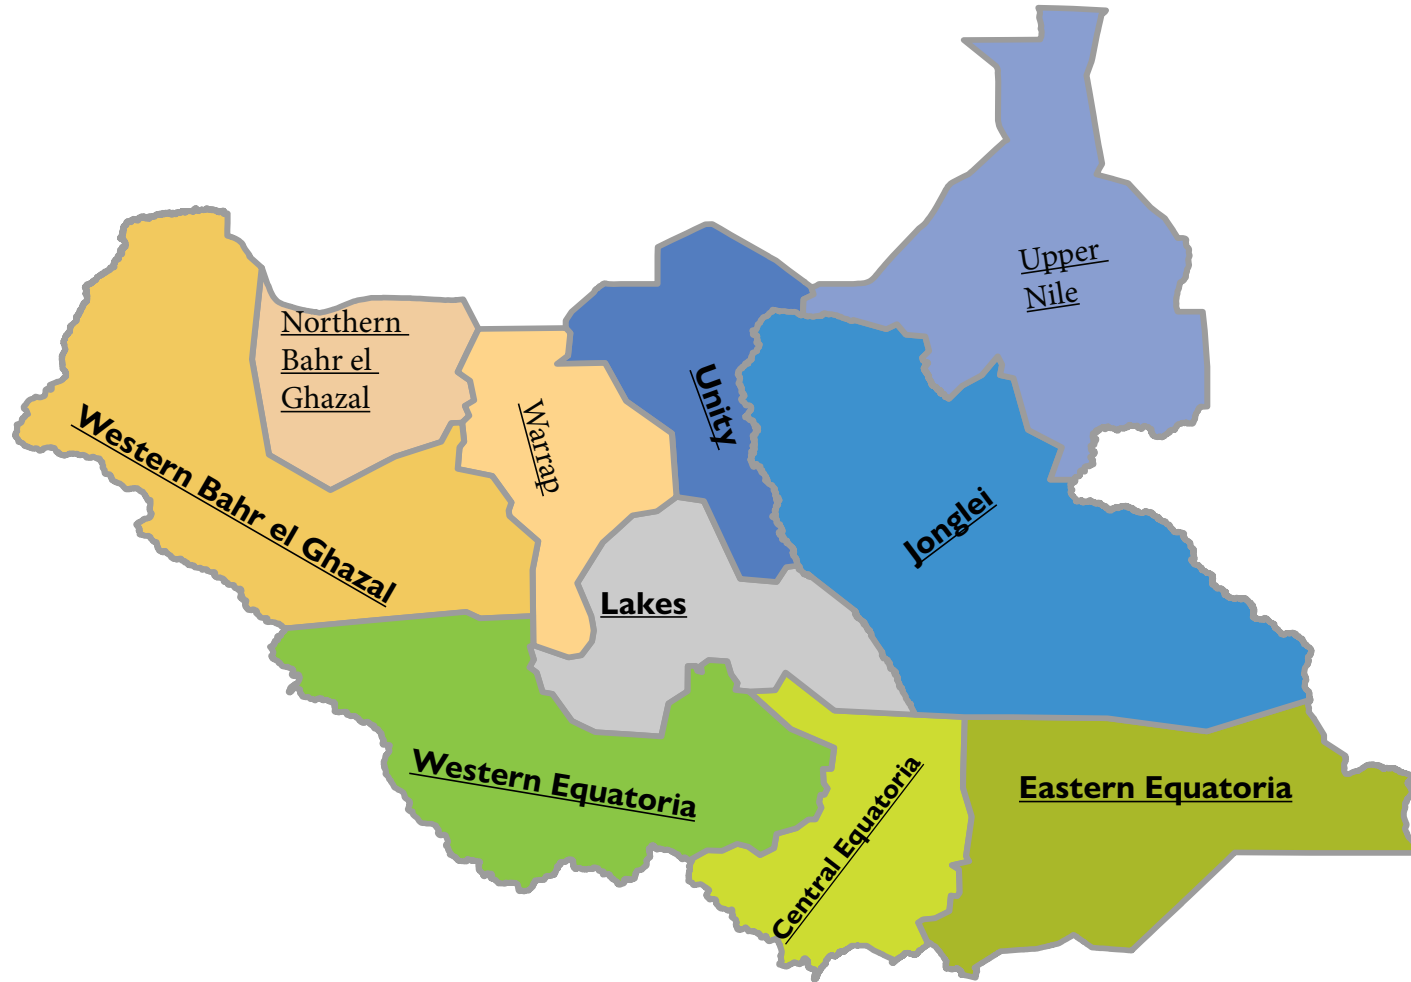 Upper
Nile
Northern
Bahr el
Ghazal
Unity
Warrap
Western Bahr el Ghazal
Jonglei
Lakes
Western Equatoria
Central Equatoria
Eastern Equatoria